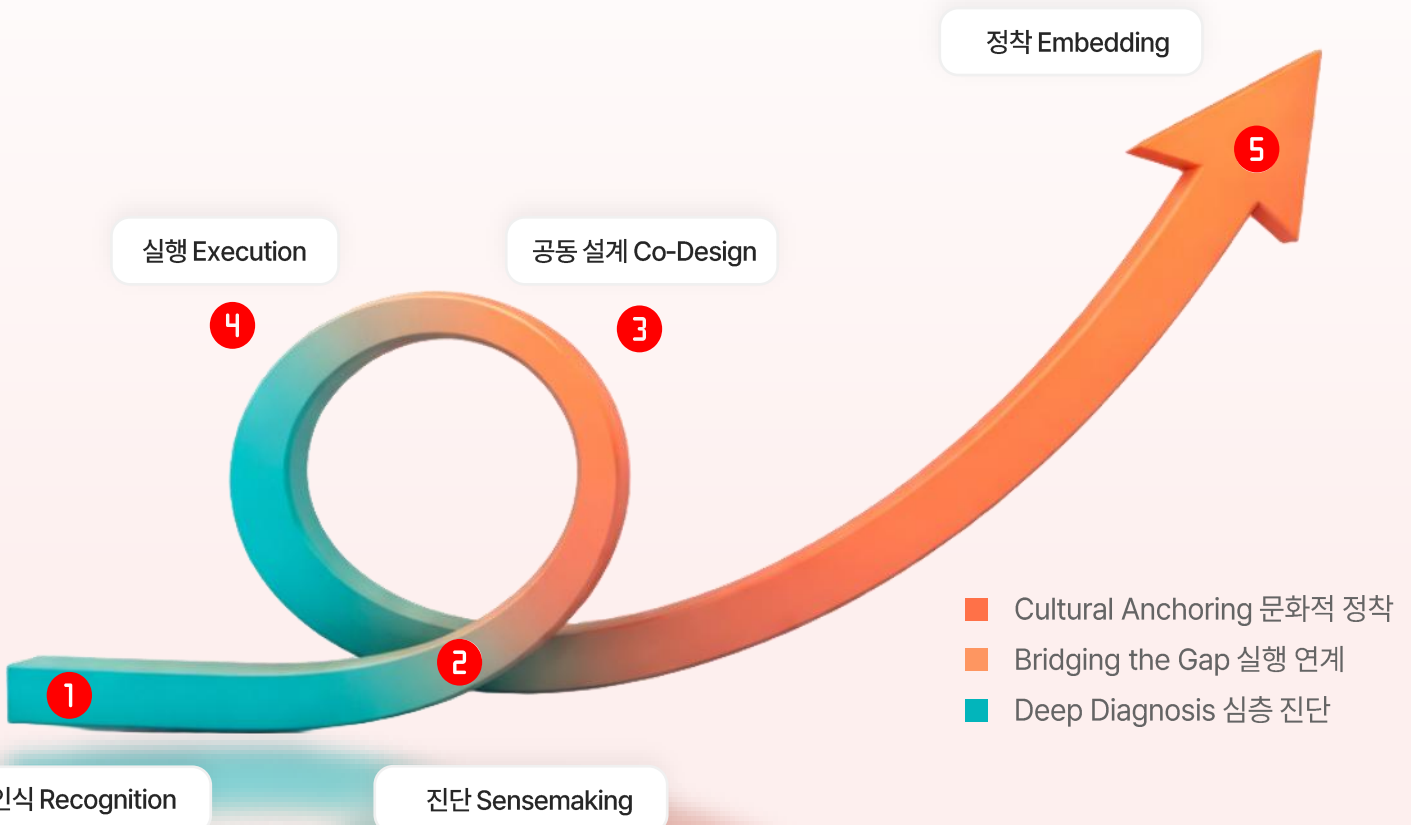 정착 Embedding
5
실행 Execution
공동 설계 Co-Design
4
3
Cultural Anchoring 문화적 정착
Bridging the Gap 실행 연계
Deep Diagnosis 심층 진단
2
1
인식 Recognition
진단 Sensemaking